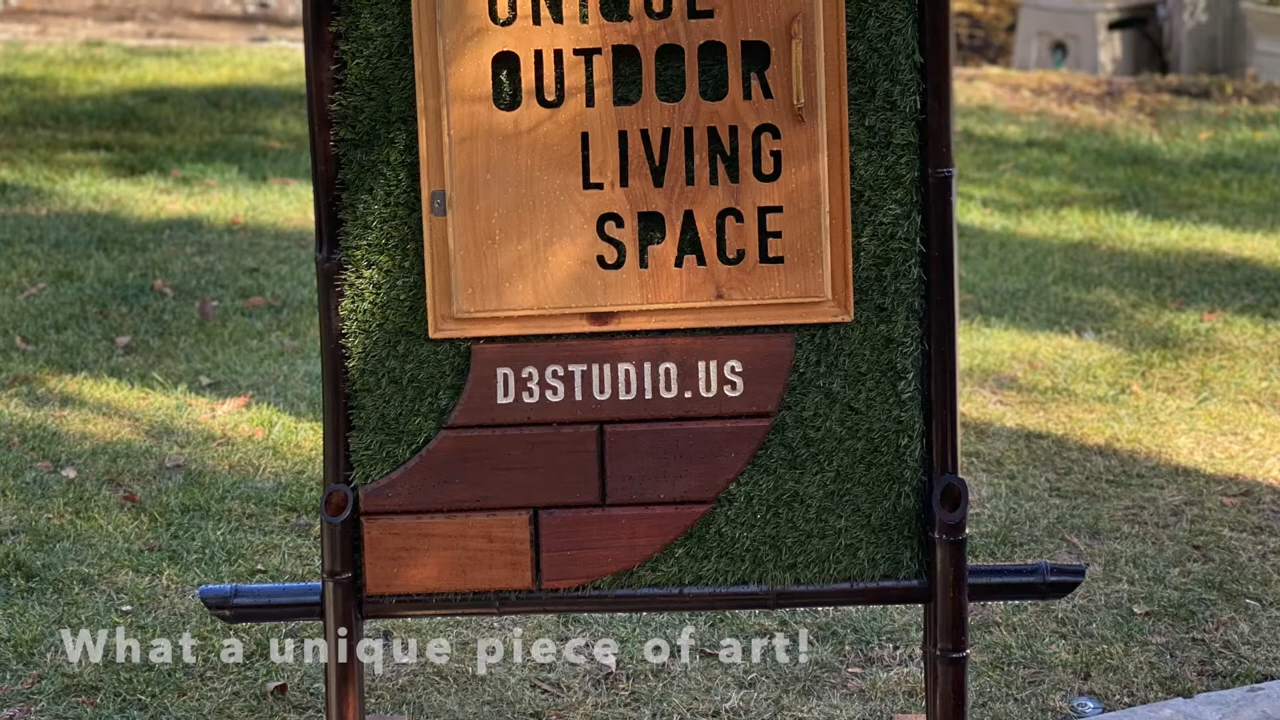 UNIQUE
OUTDOOR
LIVING
SPACE
D3STUDIO.US
What a unique piece of art!